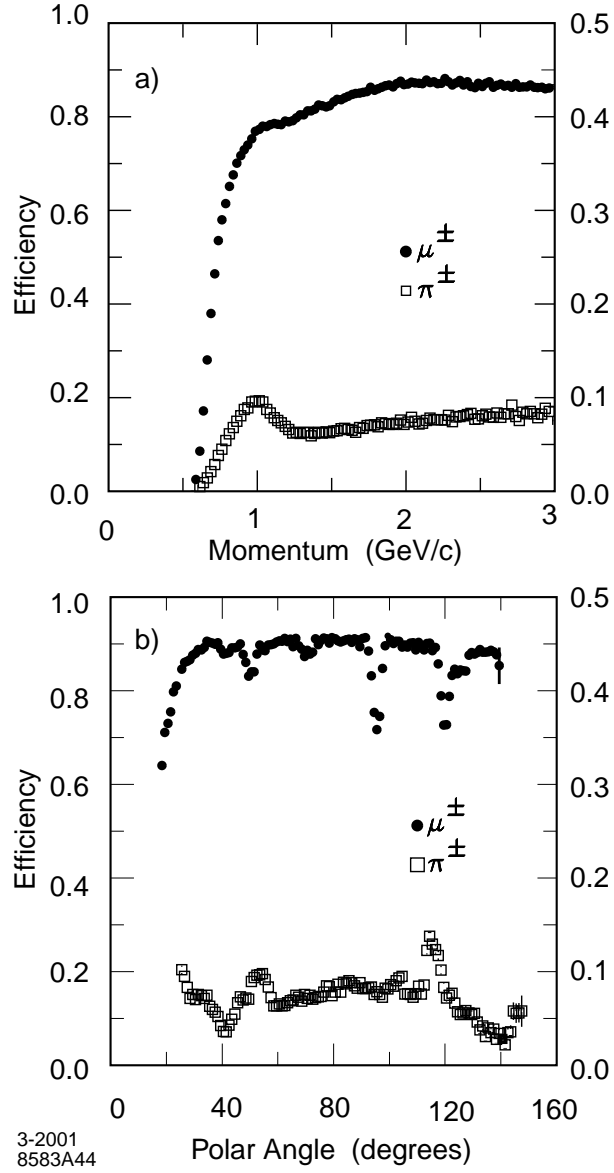 1.0 0.5
a)
0.8 0.4
0.6 0.3
Efficiency
● μ±
□ π±
0.4 0.2
0.2 0.1
0.0 0.0
0 1 2 3
Momentum (GeV/c)
1.0 0.5
b)
0.8 0.4
0.6 0.3
Efficiency
● μ±
□ π±
0.4 0.2
0.2 0.1
0.0 0.0
0 40 80 120 160
Polar Angle (degrees)
3-2001
8583A44